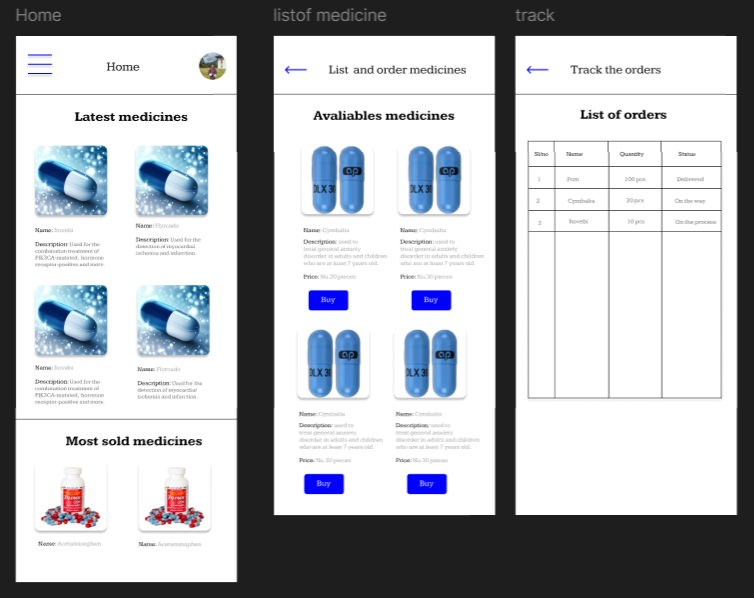 Home
listof medicine
track
Home
Latest medicines
Name: Itovebi
Description: Used for the
combination treatment of
PIK3CA-mutated, hormone
receptor-positive and more.
Name: Flyrcado
Description: Used for the
detection of myocardial
ischemia and infarction.
Name: Itovebi
Description: Used for the
combination treatment of
PIK3CA-mutated, hormone
receptor-positive and more.
Name: Flyrcado
Description: Used for the
detection of myocardial
ischemia and infarction.
Most sold medicines
Name: Acetaminophen
Name: Acetaminophen
List and order medicines
Avaliables medicines
DLX 30
Name: Cymbalta
Description: used to
treat general anxiety
disorder in adults and children
who are at least 7 years old.
Price: Nu.30 pieces
Buy
DLX 30
Name: Cymbalta
Description: used to
treat general anxiety
disorder in adults and children
who are at least 7 years old.
Price: Nu.30 pieces
Buy
DLX 30
Name: Cymbalta
Description: used to
treat general anxiety
disorder in adults and children
who are at least 7 years old.
Price: Nu.30 pieces
Buy
DLX 30
Name: Cymbalta
Description: used to
treat general anxiety
disorder in adults and children
who are at least 7 years old.
Price: Nu.30 pieces
Buy
Track the orders
List of orders
Sl/no Name Quantity Status
1 100 pcs Delivered
2 Cymbalta 20 pcs On the way
3 Itovebi 10 pcs On the process